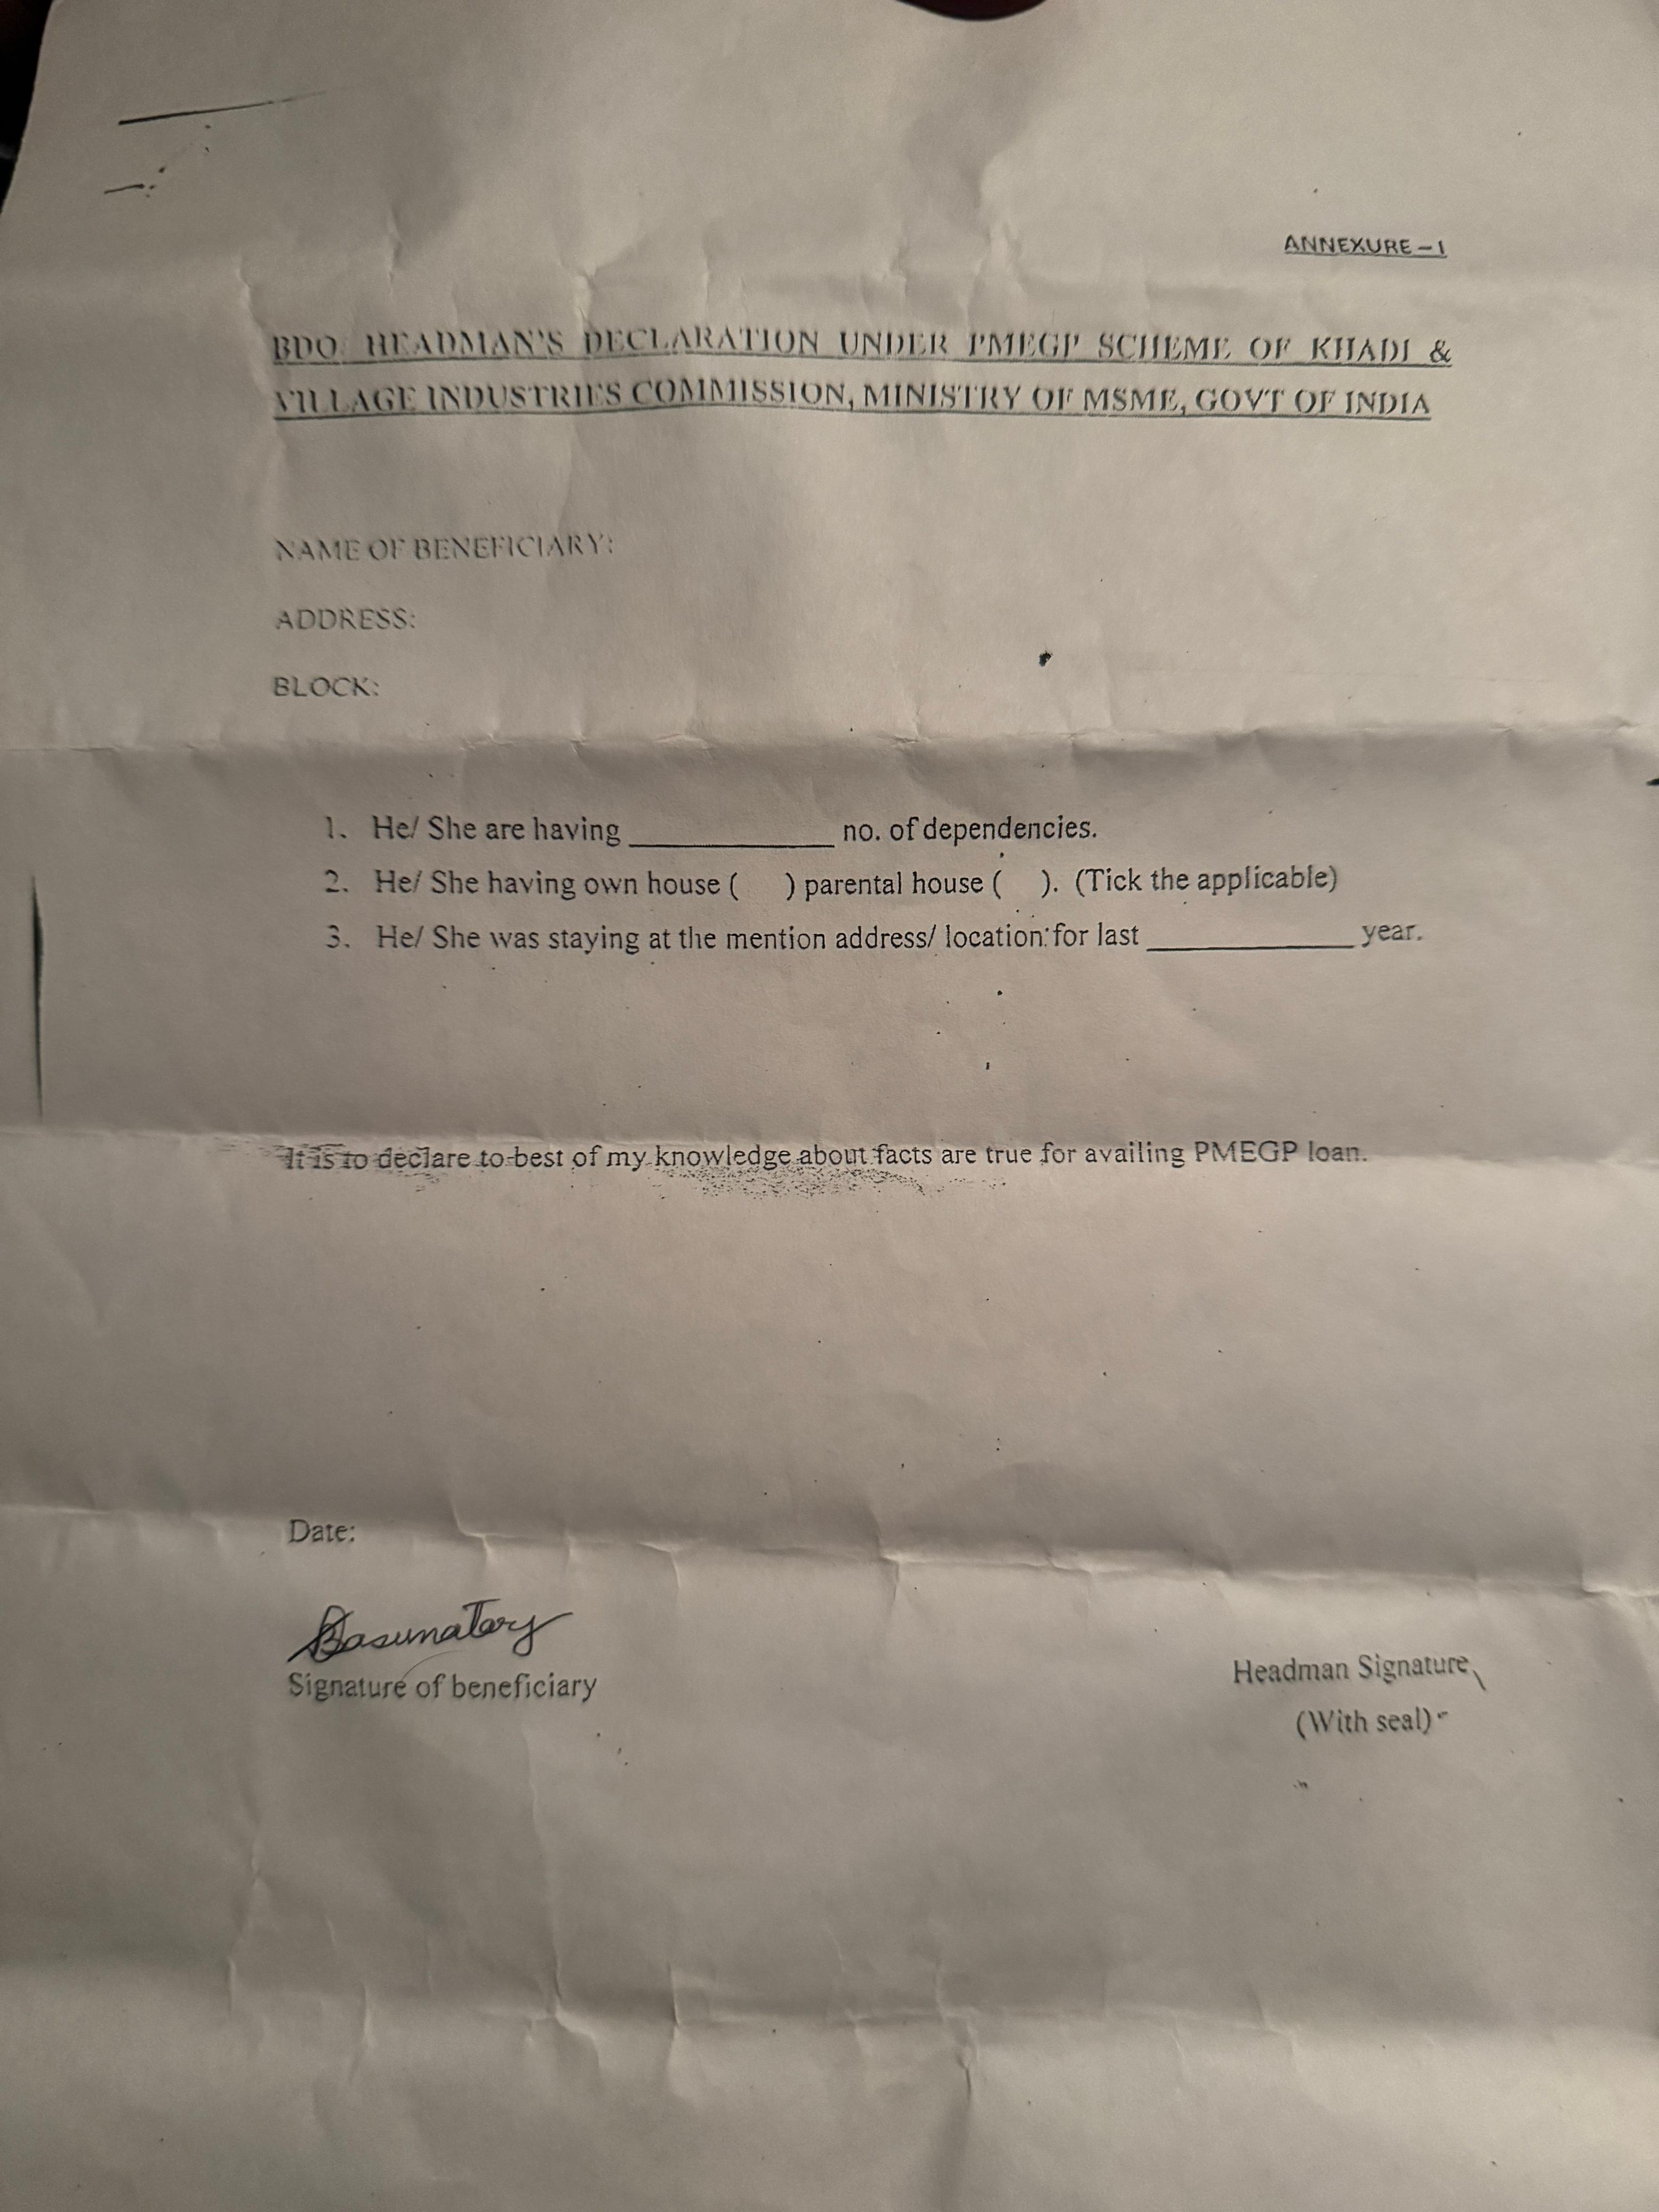 ANNEXURE-1
BDO/ HEADMAN'S DECLARATION UNDER PMEGP SCHEME OF KHADI &
VILLAGE INDUSTRIES COMMISSION, MINISTRY OF MSME, GOVT OF INDIA
NAME OF BENEFICIARY:
ADDRESS:
BLOCK:
1. He/ She are having ____________ no. of dependencies.
2. He/ She having own house (    ) parental house (    ). (Tick the applicable)
3. He/ She was staying at the mention address/ location for last ____________ year.
It is to declare to best of my knowledge about facts are true for availing PMEGP loan.
Date:
Basumatary
Signature of beneficiary
Headman Signature
(With seal)